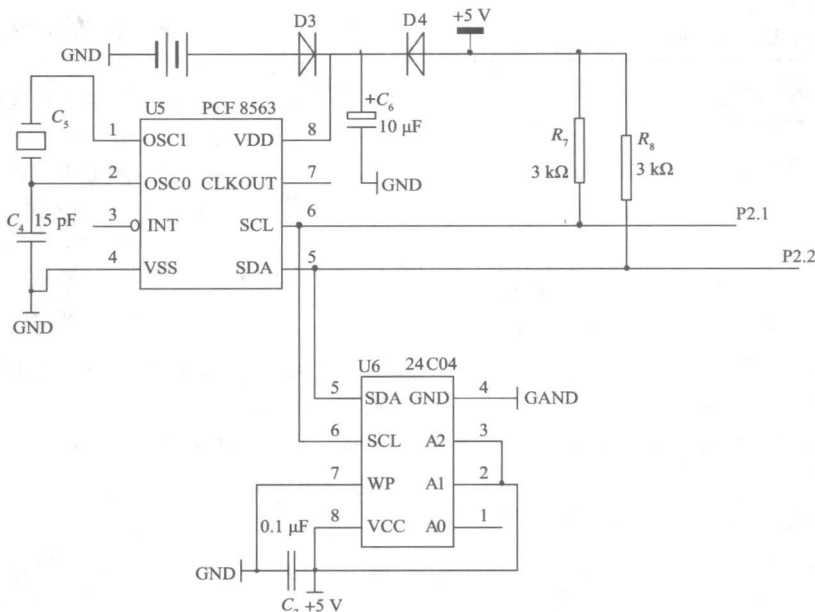 D3
D4
+5 V
GND
U5
PCF 8563
C5
+C6
10 μF
1
OSC1
VDD
8
R7
3 kΩ
R8
3 kΩ
2
OSC0
CLKOUT
7
GND
C4
15 pF
3
INT
SCL
6
P2.1
4
VSS
SDA
5
P2.2
GND
U6
24 C04
5
SDA
GND
4
GAND
6
SCL
A2
3
7
WP
A1
2
0.1 μF
8
VCC
A0
1
GND
+5 V